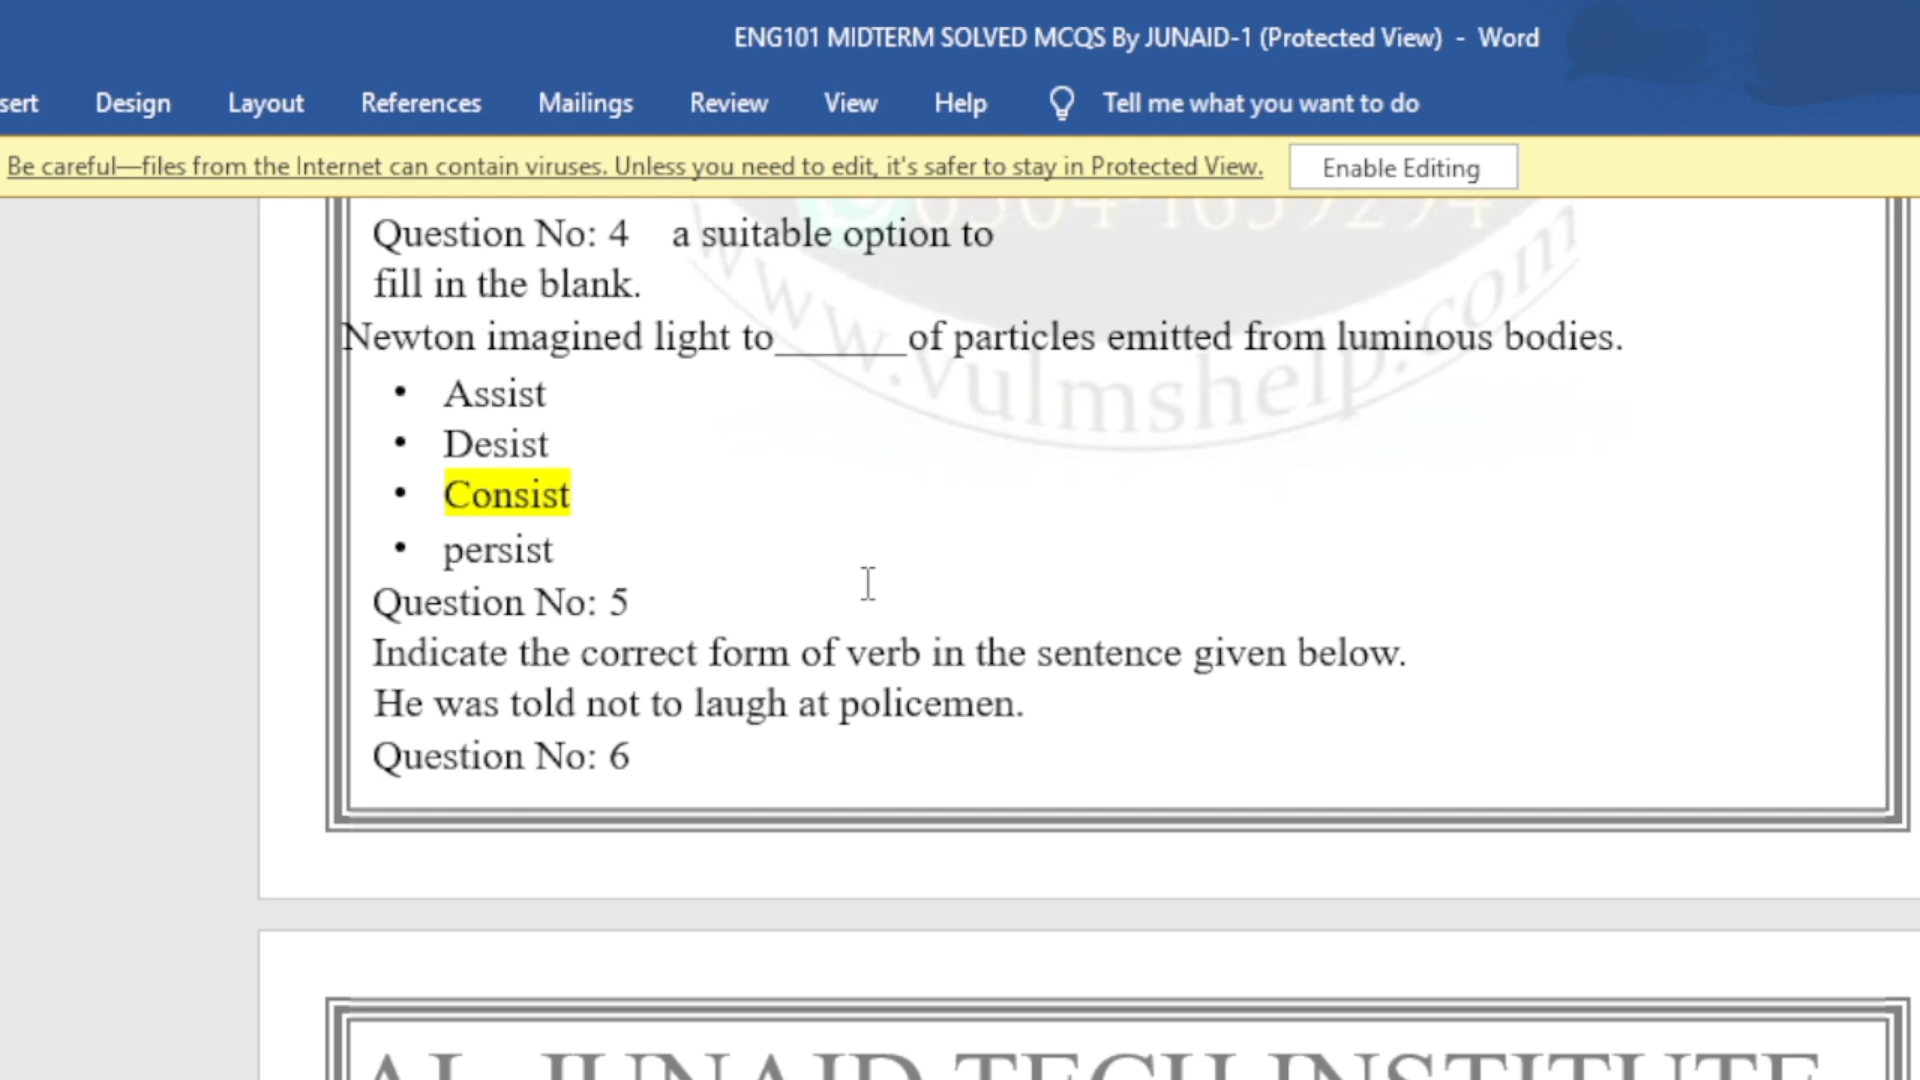 ENG101 MIDTERM SOLVED MCQS By JUNAID-1 (Protected View) - Word
sert Design Layout References Mailings Review View Help Tell me what you want to do
Be careful—files from the Internet can contain viruses. Unless you need to edit, it's safer to stay in Protected View. Enable Editing
Question No: 4 a suitable option to
fill in the blank.
Newton imagined light to______of particles emitted from luminous bodies.
• Assist
• Desist
• Consist
• persist
Question No: 5
Indicate the correct form of verb in the sentence given below.
He was told not to laugh at policemen.
Question No: 6
www.vulmshelp.com
AL-JUNAID TECH INSTITUTE